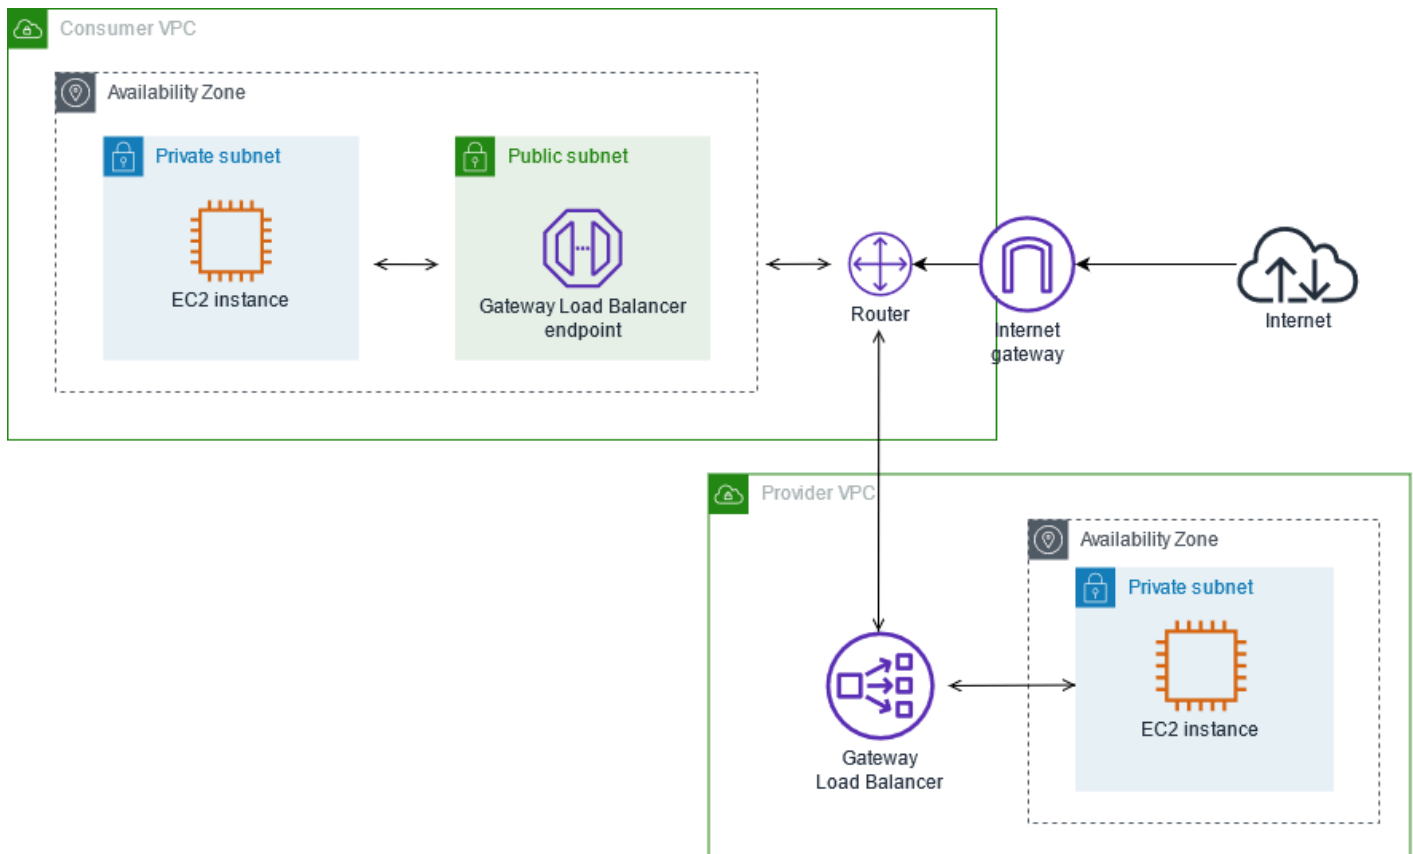 Consumer VPC
Availability Zone
Private subnet
EC2 instance
Public subnet
Gateway Load Balancer
endpoint
Router
Internet
gateway
Internet
Provider VPC
Availability Zone
Private subnet
EC2 instance
Gateway
Load Balancer